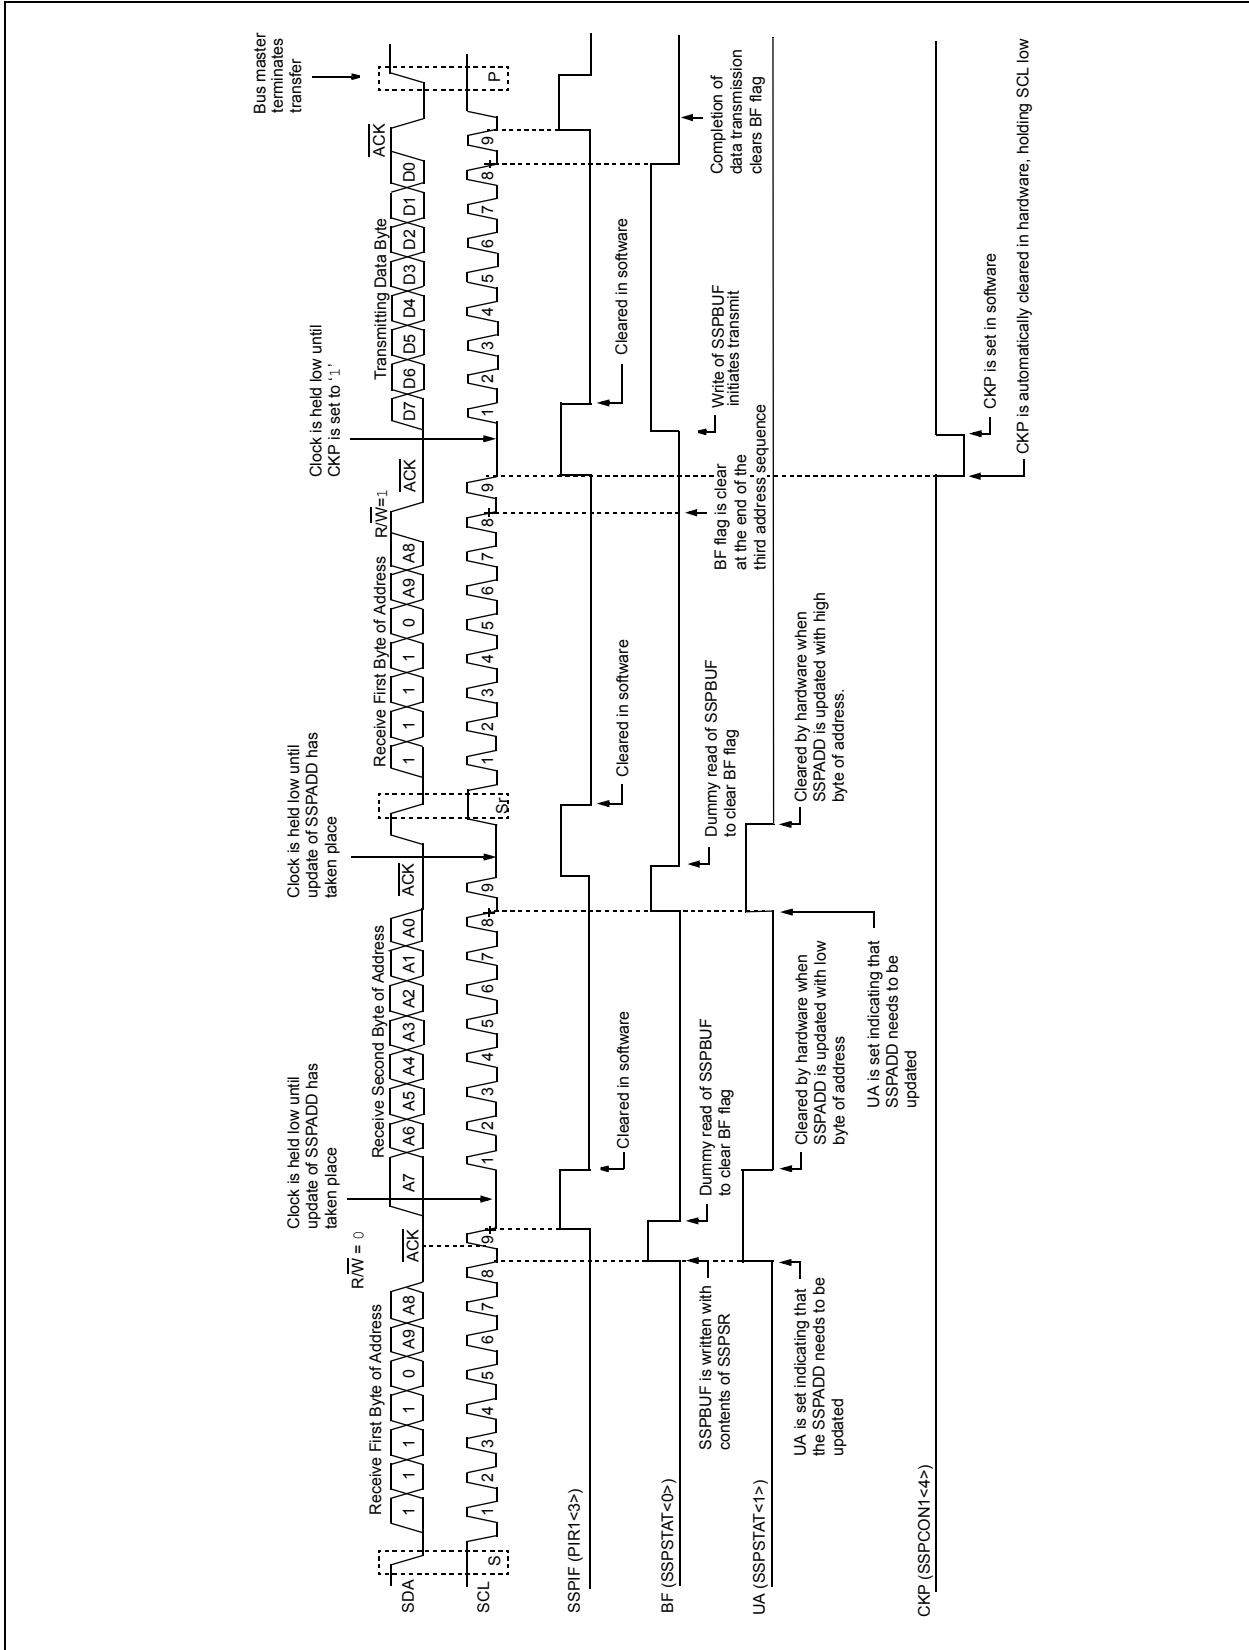 Bus master
terminates
transfer
Clock is held low until
update of SSPADD has
taken place
Clock is held low until
update of SSPADD has
taken place
Clock is held low until
CKP is set to ‘1’
R/W = 0
R/W=1
Receive First Byte of Address
ACK
Receive Second Byte of Address
ACK
Receive First Byte of Address
ACK
Transmitting Data Byte
ACK
SDA
1 1 1 1 0 A9 A8
A7 A6 A5 A4 A3 A2 A1 A0
1 1 1 1 0 A9 A8
D7 D6 D5 D4 D3 D2 D1 D0
SCL
S
1 2 3 4 5 6 7 8 9
1 2 3 4 5 6 7 8 9
Sr
1 2 3 4 5 6 7 8 9
1 2 3 4 5 6 7 8 9
P
SSPIF (PIR1<3>)
Cleared in software
Cleared in software
Cleared in software
BF (SSPSTAT<0>)
SSPBUF is written with
contents of SSPSR
Dummy read of SSPBUF
to clear BF flag
Dummy read of SSPBUF
to clear BF flag
BF flag is clear
at the end of the
third address sequence
Write of SSPBUF
initiates transmit
Completion of
data transmission
clears BF flag
UA (SSPSTAT<1>)
UA is set indicating that
the SSPADD needs to be
updated
Cleared by hardware when
SSPADD is updated with low
byte of address
UA is set indicating that
SSPADD needs to be
updated
Cleared by hardware when
SSPADD is updated with high
byte of address.
CKP (SSPCON1<4>)
CKP is set in software
CKP is automatically cleared in hardware, holding SCL low